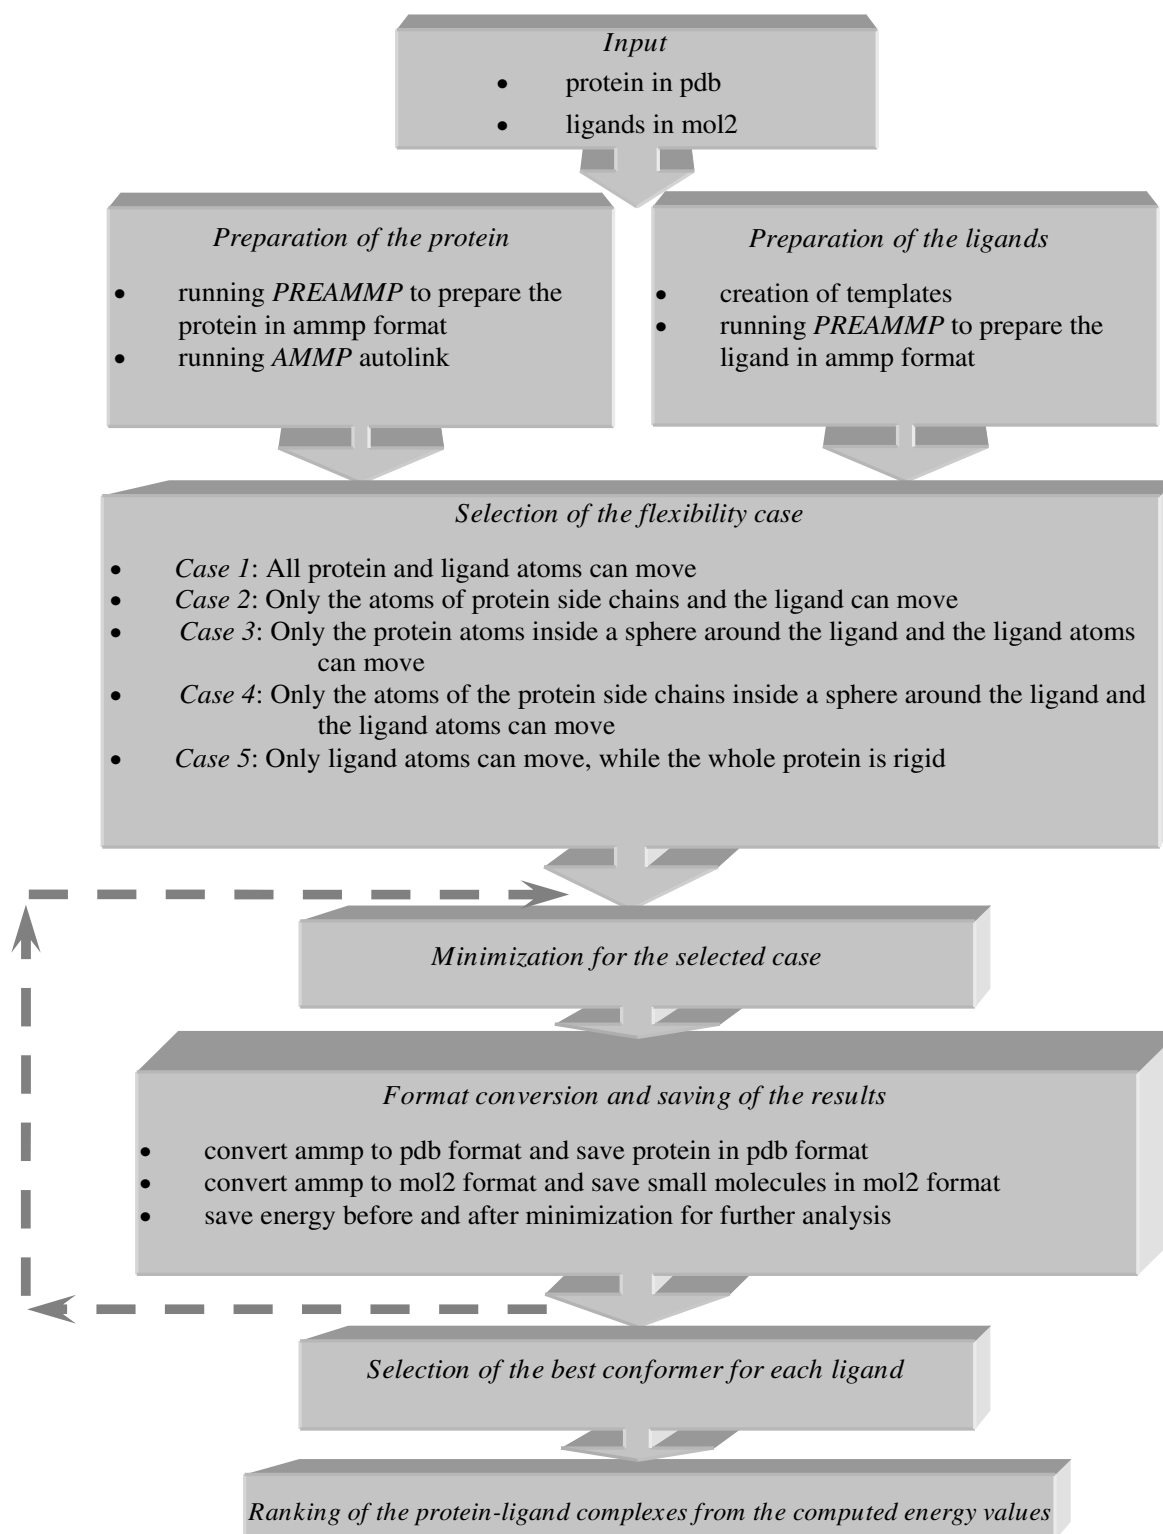 Input
• protein in pdb
• ligands in mol2
Preparation of the protein
• running PREAMMP to prepare the
protein in ammp format
• running AMMP autolink
Preparation of the ligands
• creation of templates
• running PREAMMP to prepare the
ligand in ammp format
Selection of the flexibility case
• Case 1: All protein and ligand atoms can move
• Case 2: Only the atoms of protein side chains and the ligand can move
• Case 3: Only the protein atoms inside a sphere around the ligand and the ligand atoms
can move
• Case 4: Only the atoms of the protein side chains inside a sphere around the ligand and
the ligand atoms can move
• Case 5: Only ligand atoms can move, while the whole protein is rigid
Minimization for the selected case
Format conversion and saving of the results
• convert ammp to pdb format and save protein in pdb format
• convert ammp to mol2 format and save small molecules in mol2 format
• save energy before and after minimization for further analysis
Selection of the best conformer for each ligand
Ranking of the protein-ligand complexes from the computed energy values